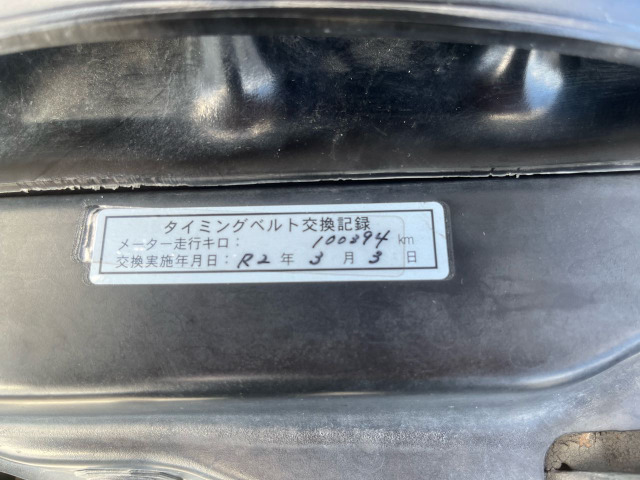 タイミングベルト交換記録
メーター走行キロ: 100394 km
交換実施年月日: R2 年 3 月 3 日